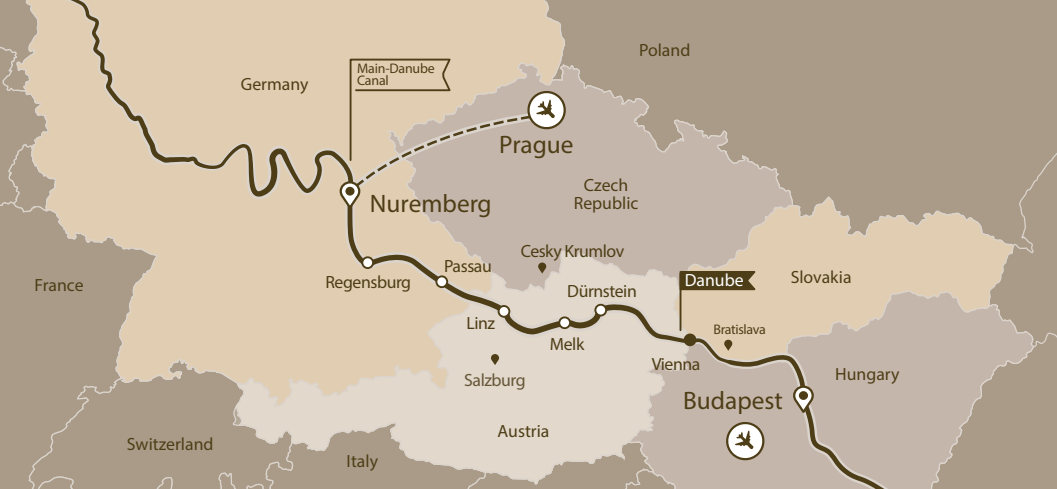 Poland
Main-Danube
Canal
Germany
Prague
Czech
Republic
Nuremberg
Cesky Krumlov
Passau
Regensburg
Dürnstein
Danube
Slovakia
France
Linz
Melk
Bratislava
Vienna
Salzburg
Hungary
Budapest
Austria
Switzerland
Italy